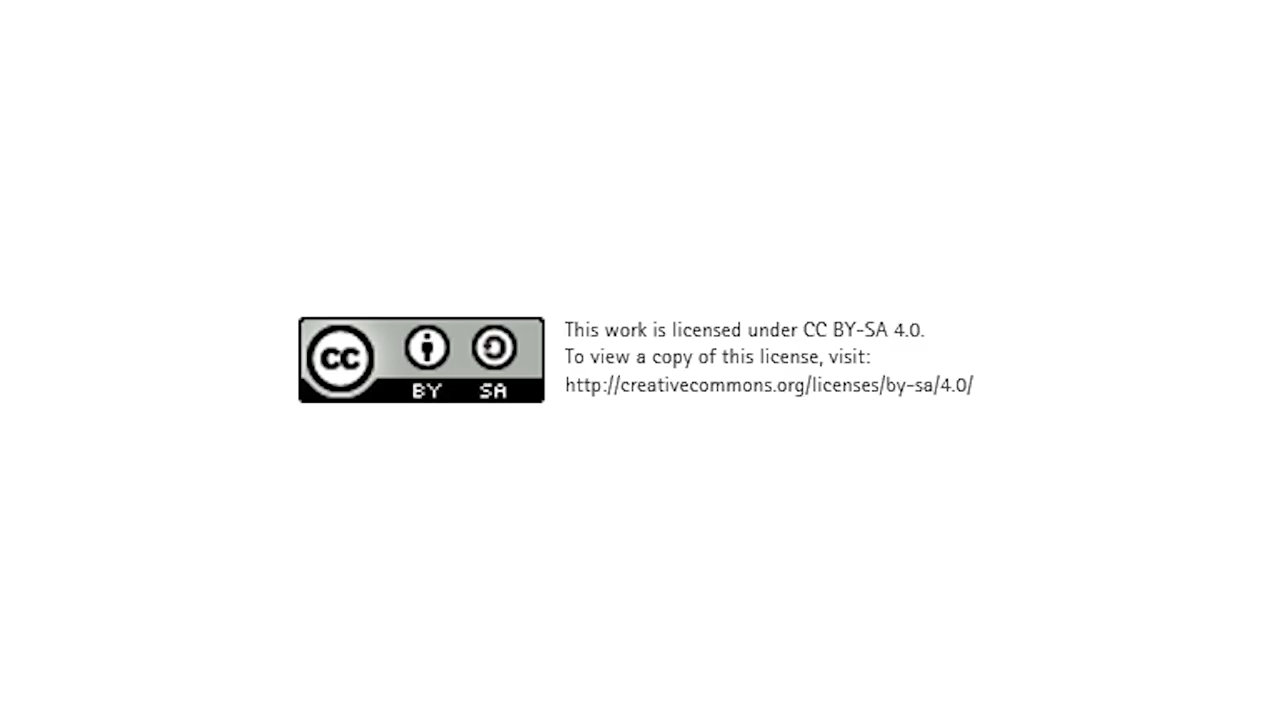 CC
BY SA
This work is licensed under CC BY-SA 4.0.
To view a copy of this license, visit:
http://creativecommons.org/licenses/by-sa/4.0/